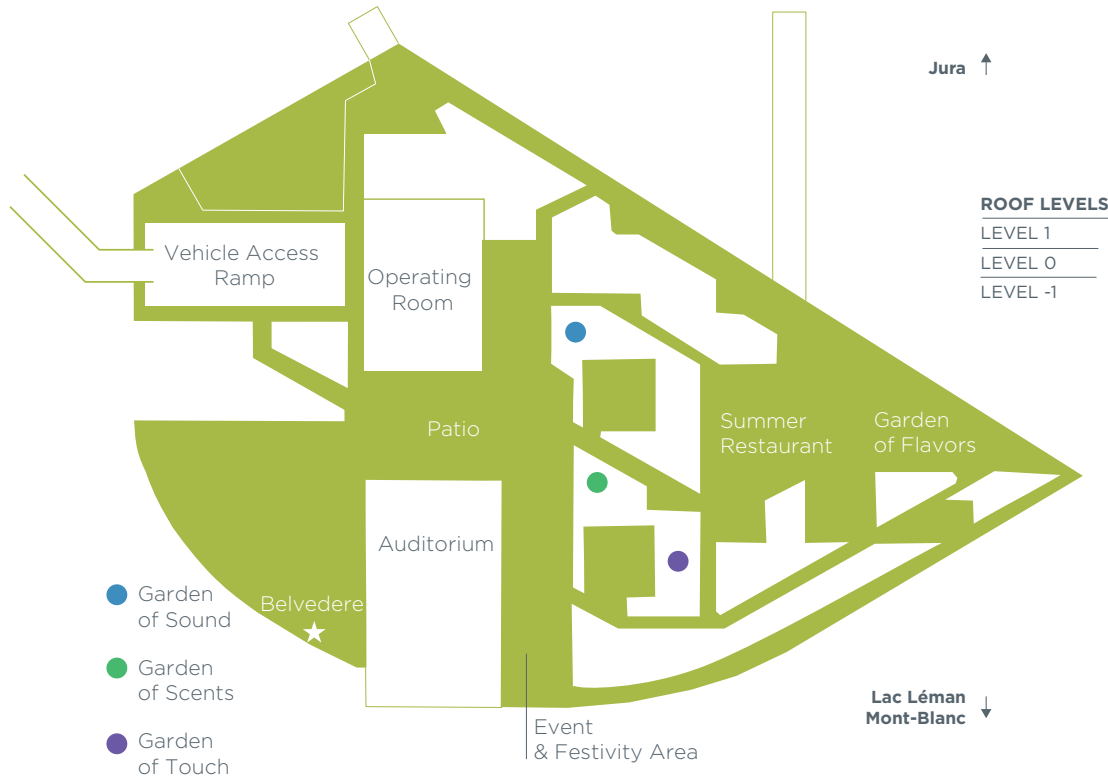 Jura
ROOF LEVELS
LEVEL 1
LEVEL 0
LEVEL -1
Vehicle Access
Ramp
Operating
Room
Patio
Summer
Restaurant
Garden
of Flavors
Auditorium
Belvedere
Garden
of Sound
Garden
of Scents
Garden
of Touch
Event
& Festivity Area
Lac Léman
Mont-Blanc